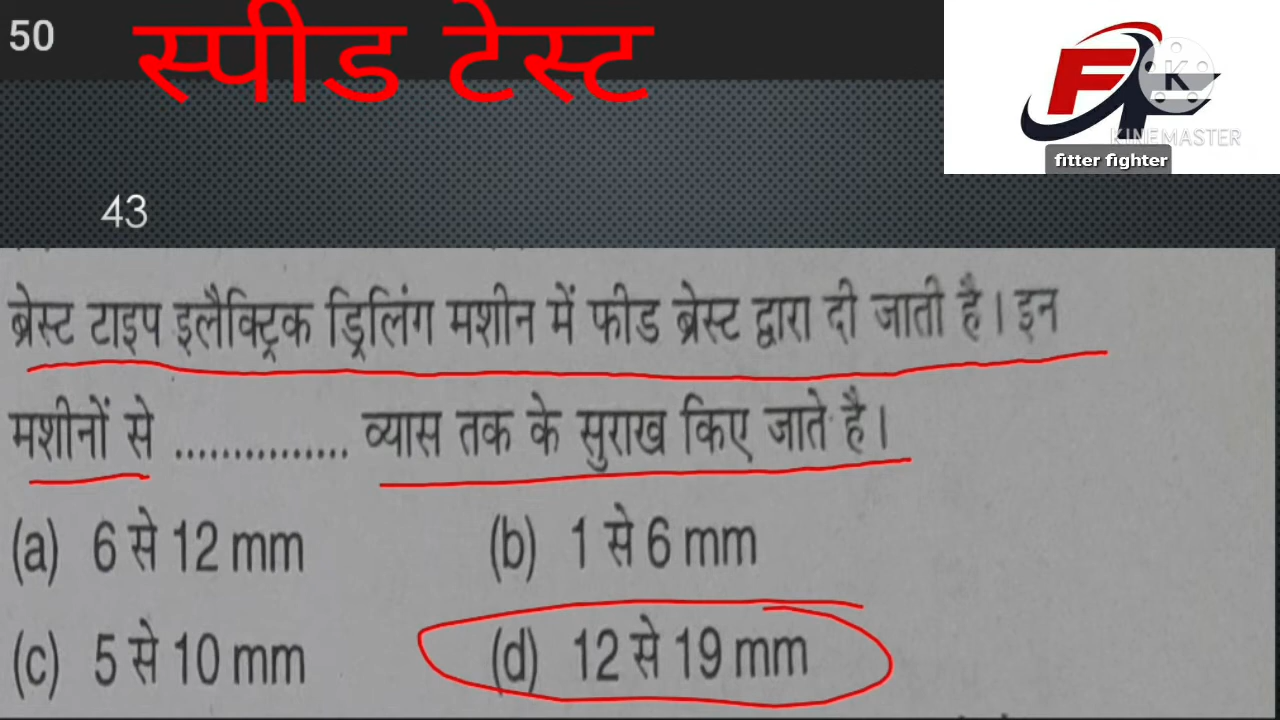 50
स्पीड टेस्ट
FK
K
KINEMASTER
fitter fighter
43
ब्रेस्ट टाइप इलैक्ट्रिक ड्रिलिंग मशीन में फीड ब्रेस्ट द्वारा दी जाती है। इन
मशीनों से ............... व्यास तक के सुराख किए जाते है।
(a) 6 से 12 mm (b) 1 से 6 mm
(c) 5 से 10 mm (d) 12 से 19 mm